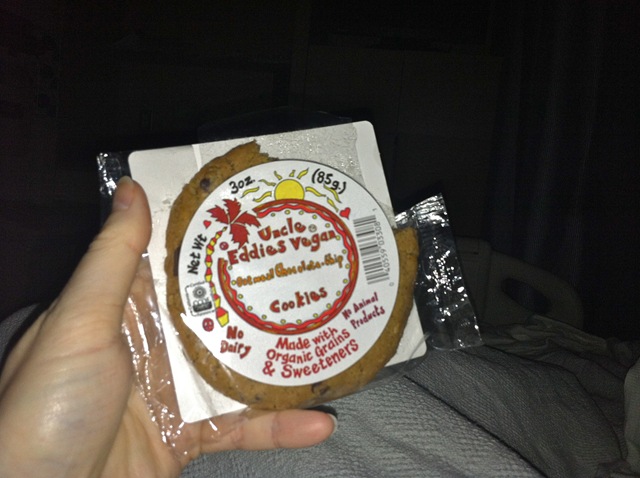 3oz (85g)
Net Wt
Uncle
Eddies Vegan
Oatmeal Chocolate-Chip
Cookies
No
Dairy
Made with
Organic Grains
& Sweeteners
No Animal
Products